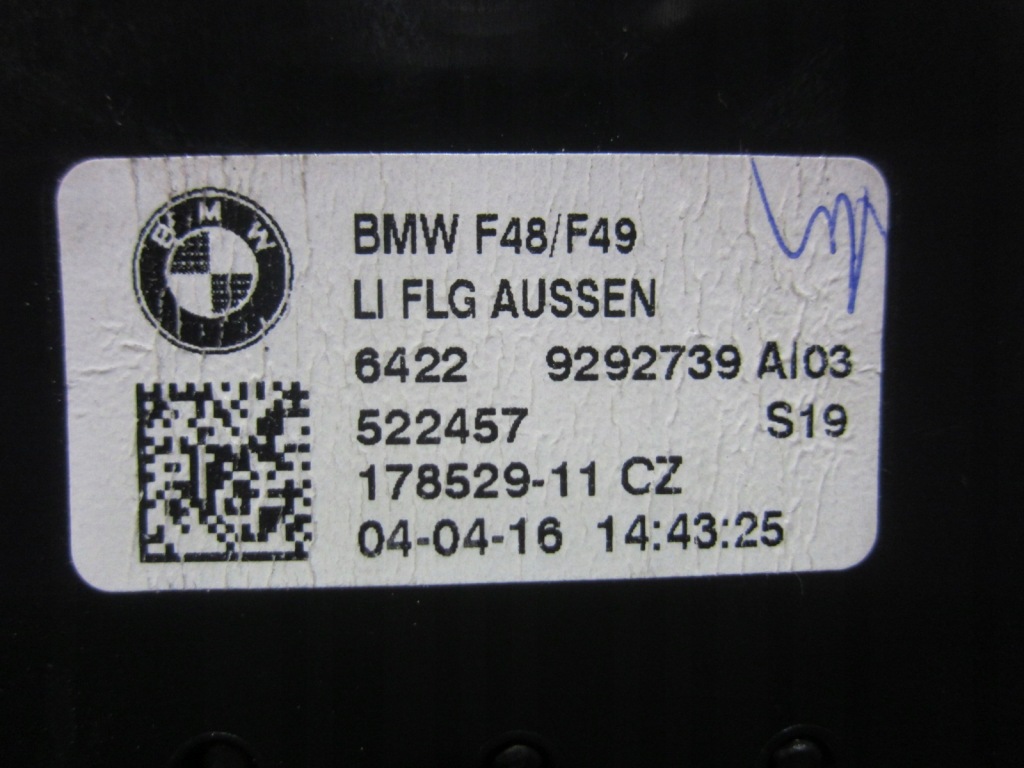 BMW
BMW F48/F49
LI FLG AUSSEN
6422 9292739 AI03
522457 S19
178529-11 CZ
04-04-16 14:43:25